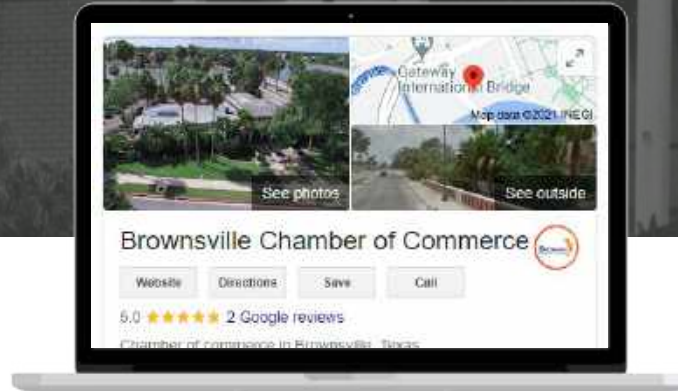 Gateway
International Bridge
Map data ©2021 INEGI
See photos
See outside
Brownsville Chamber of Commerce
Website
Directions
Save
Call
5.0 2 Google reviews
Chamber of commerce in Brownsville, Texas